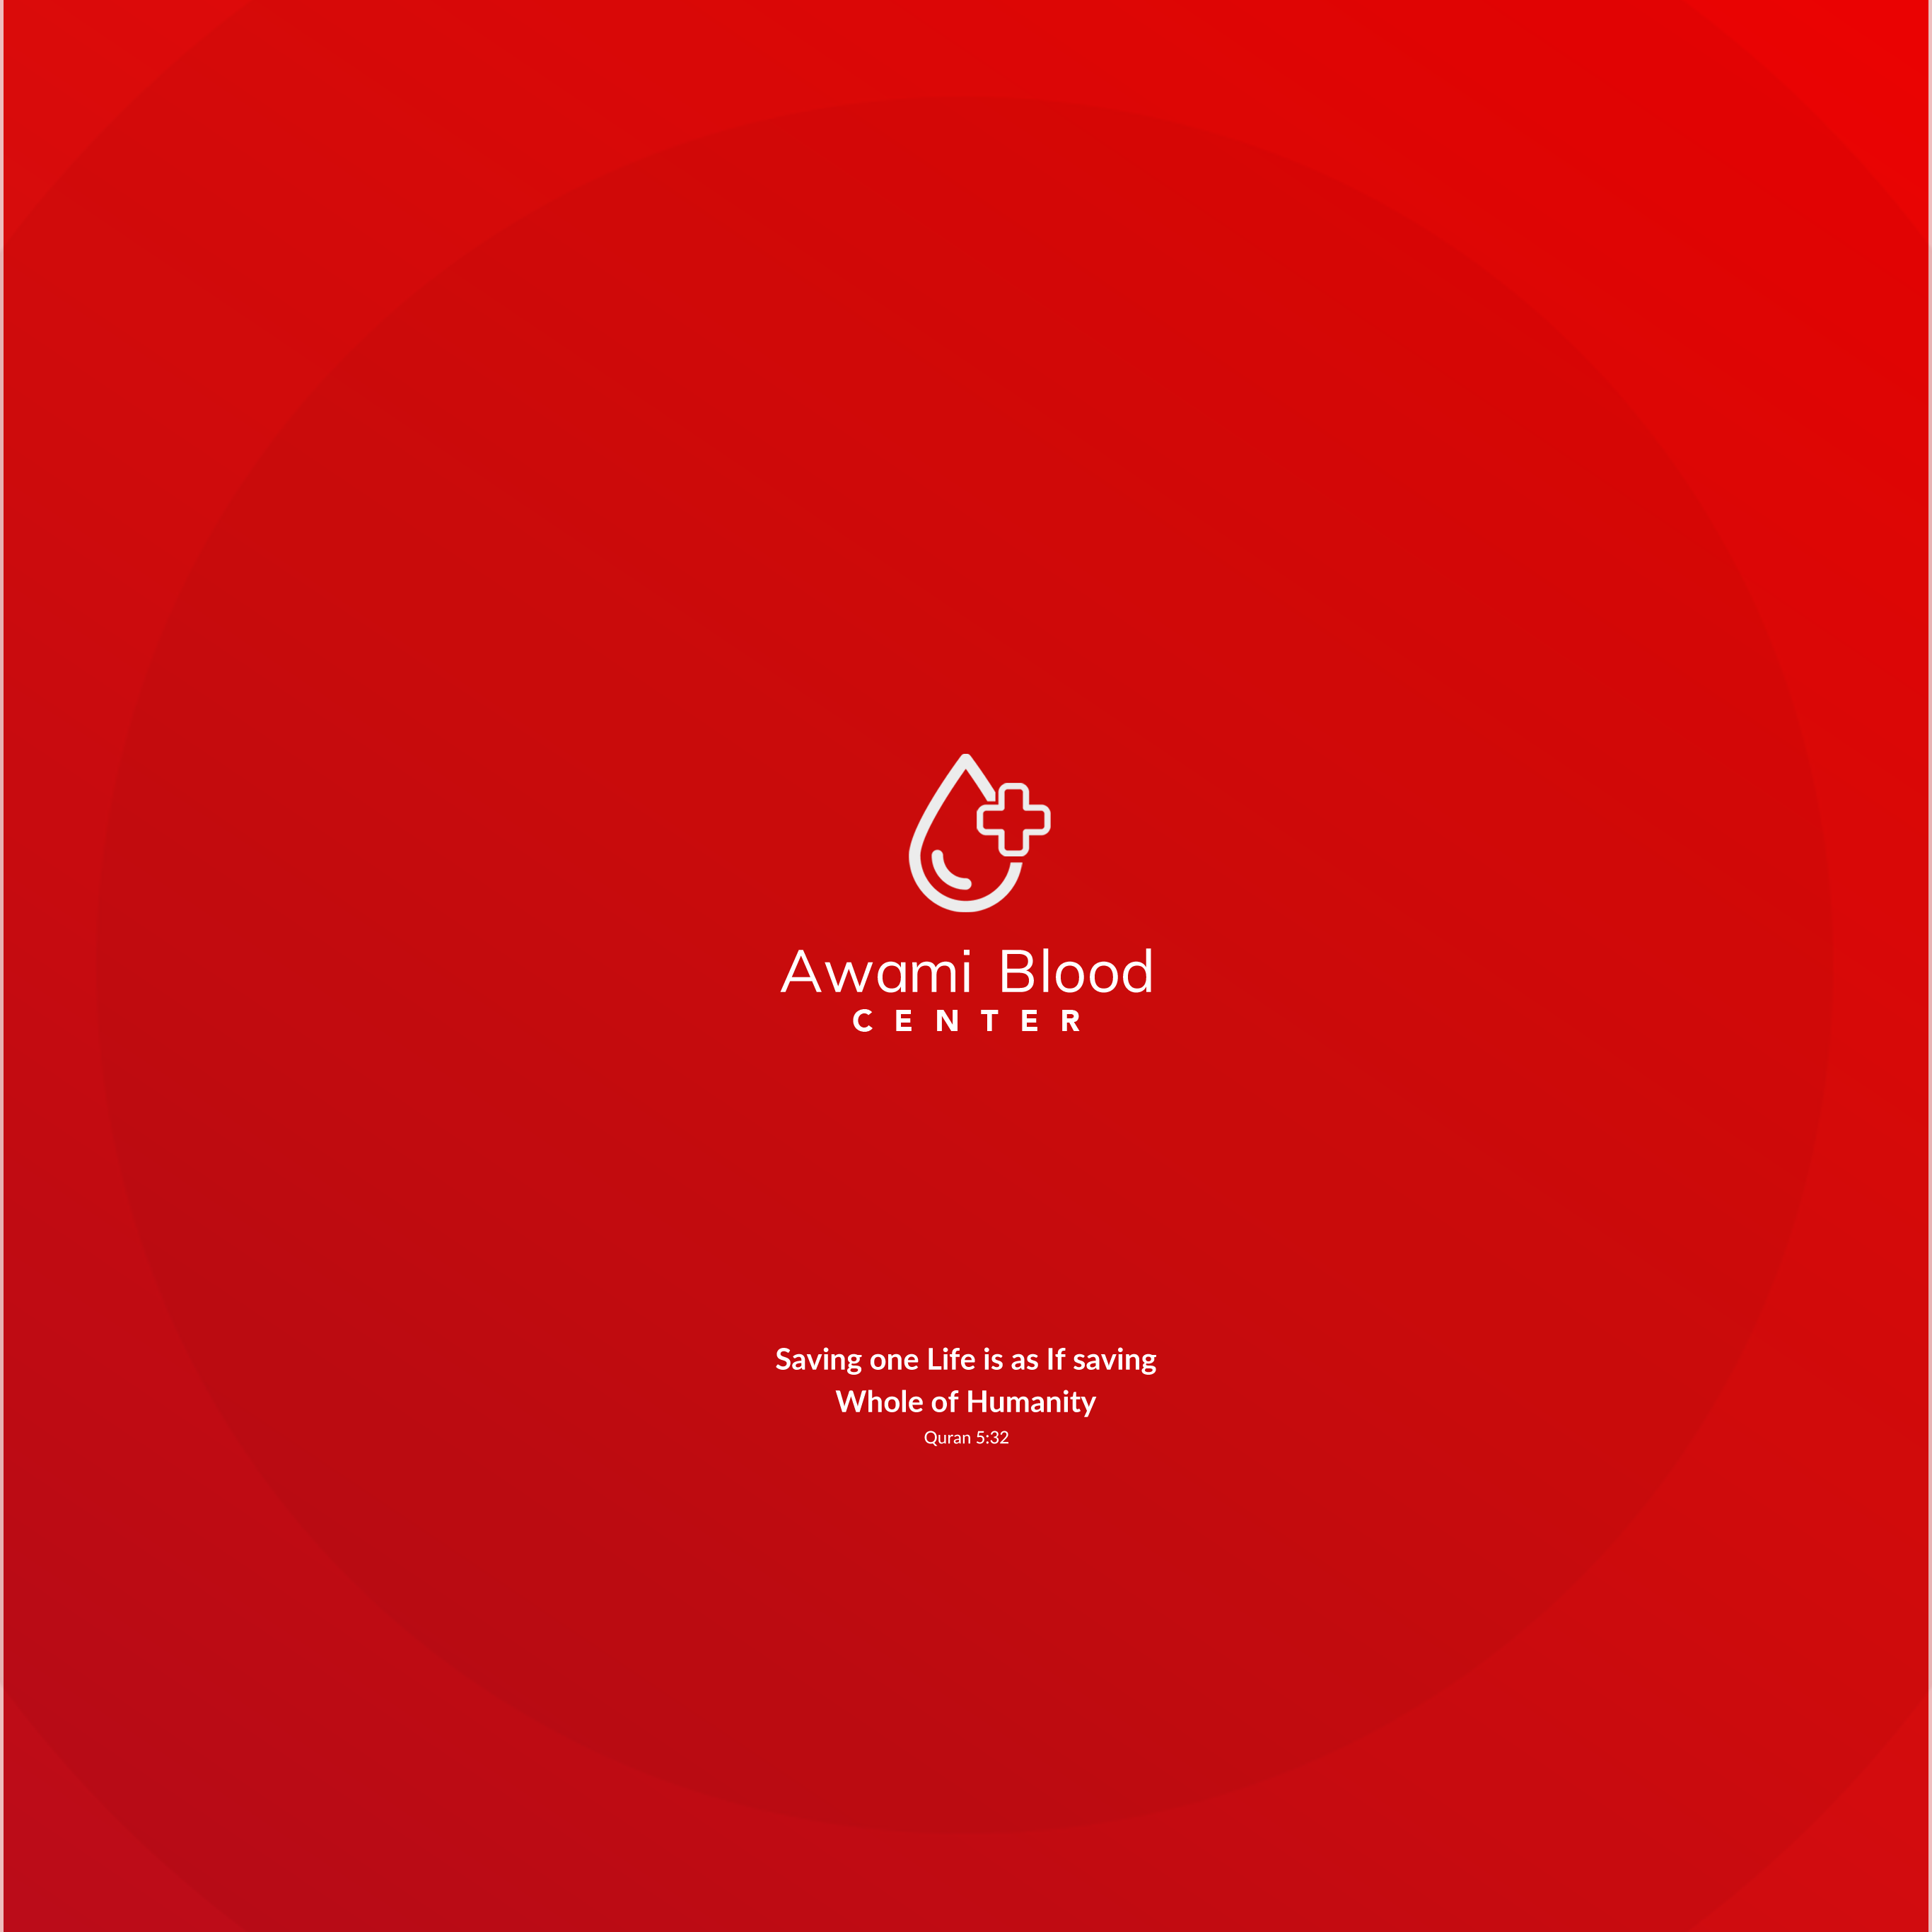 Awami Blood
CENTER
Saving one Life is as If saving
Whole of Humanity
Quran 5:32